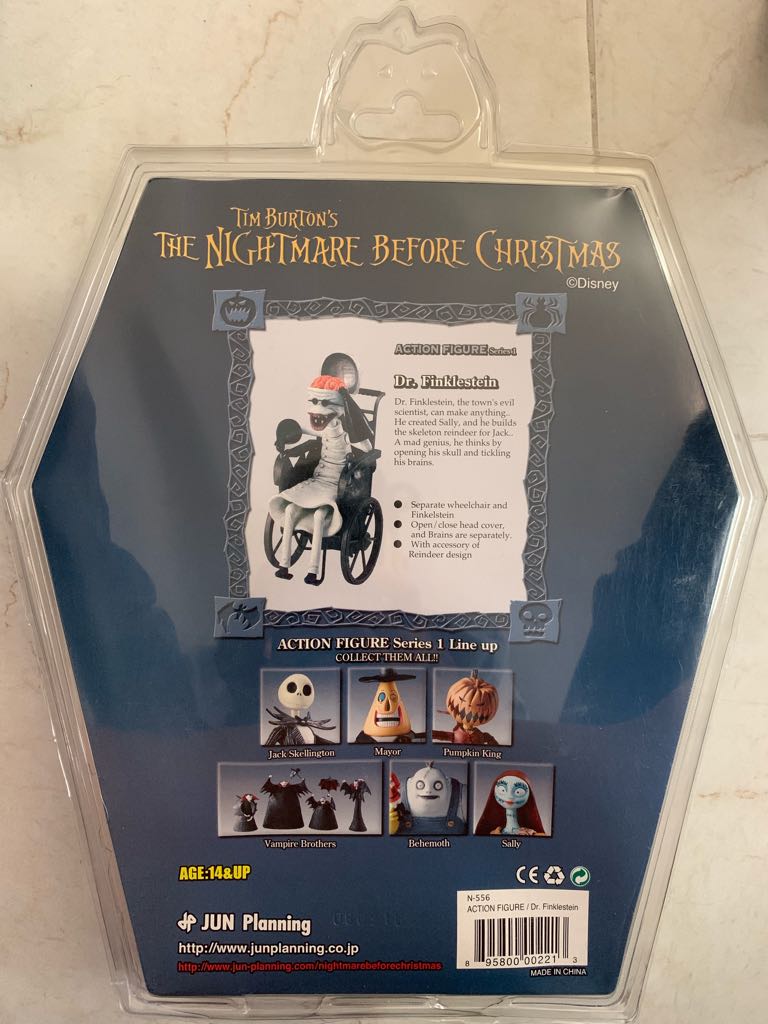 TIM BURTON'S
THE NIGHTMARE BEFORE CHRISTMAS
©Disney
ACTION FIGURE Series 1
Dr. Finklestein
Dr. Finklestein, the town's evil
scientist, can make anything..
He created Sally, and he builds
the skeleton reindeer for Jack..
A mad genius, he thinks by
opening his skull and tickling
his brains.
● Separate wheelchair and
Finkelstein
● Open/close head cover,
and Brains are separately.
● With accessory of
Reindeer design
ACTION FIGURE Series 1 Line up
COLLECT THEM ALL!!
Jack Skellington
Mayor
Pumpkin King
Vampire Brothers
Behemoth
Sally
AGE:14&UP
CE
JUN Planning
http://www.junplanning.co.jp
http://www.jun-planning.com/nightmarebeforechristmas
N-556
ACTION FIGURE / Dr. Finklestein
8 95800 00221 3
MADE IN CHINA